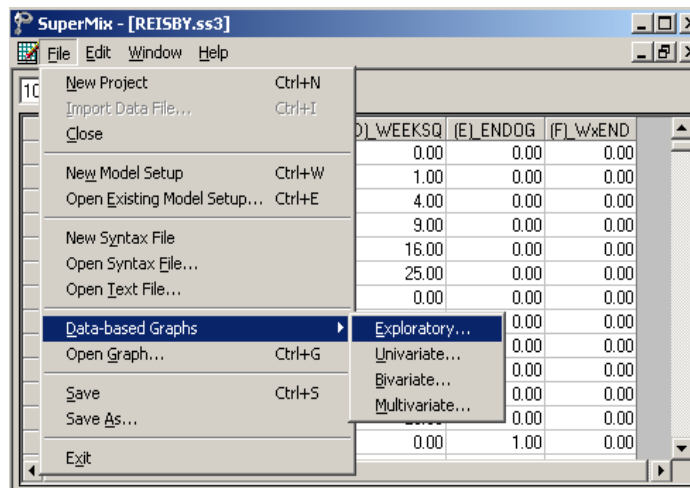 SuperMix - [REISBY.ss3]
File Edit Window Help
10
New Project Ctrl+N
Import Data File... Ctrl+I
Close
New Model Setup Ctrl+W
Open Existing Model Setup... Ctrl+E
New Syntax File
Open Syntax File...
Open Text File...
Data-based Graphs
Open Graph... Ctrl+G
Save Ctrl+S
Save As...
Exit
Exploratory...
Univariate...
Bivariate...
Multivariate...
)_WEEKSQ (E)_ENDOG (F)_WxEND
0.00 0.00 0.00
1.00 0.00 0.00
4.00 0.00 0.00
9.00 0.00 0.00
16.00 0.00 0.00
25.00 0.00 0.00
0.00 0.00 0.00
0.00 0.00
0.00 0.00
0.00 0.00
0.00 0.00
0.00 0.00
0.00 1.00 0.00